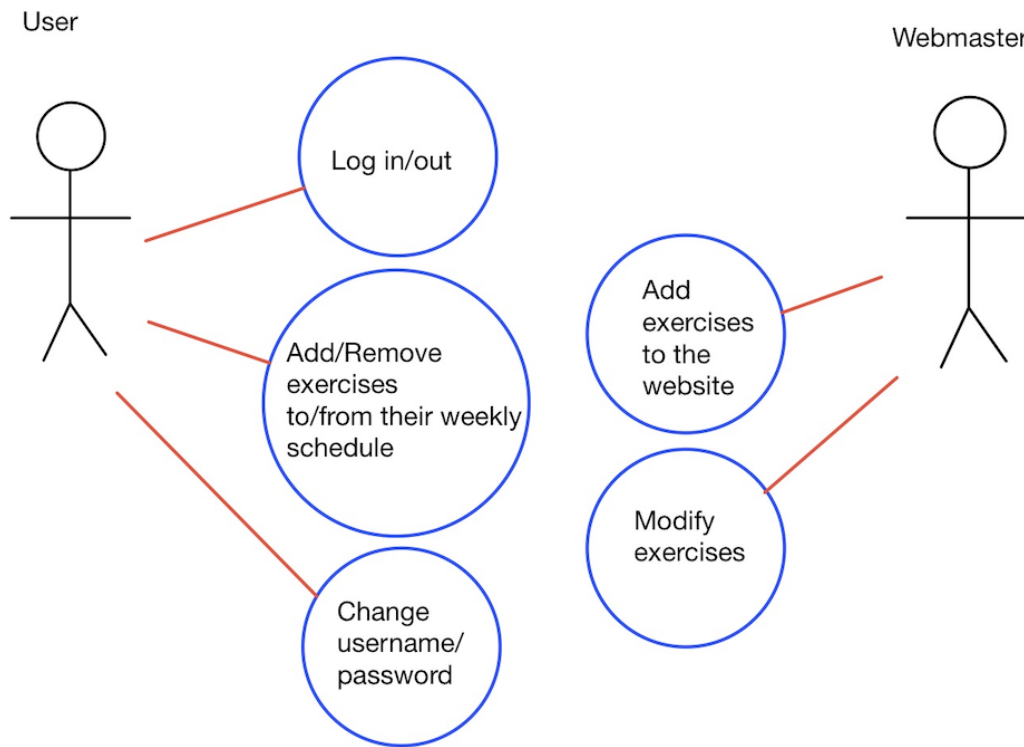 User
Webmaster
Log in/out
Add/Remove
exercises
to/from their weekly
schedule
Change
username/
password
Add
exercises
to the
website
Modify
exercises